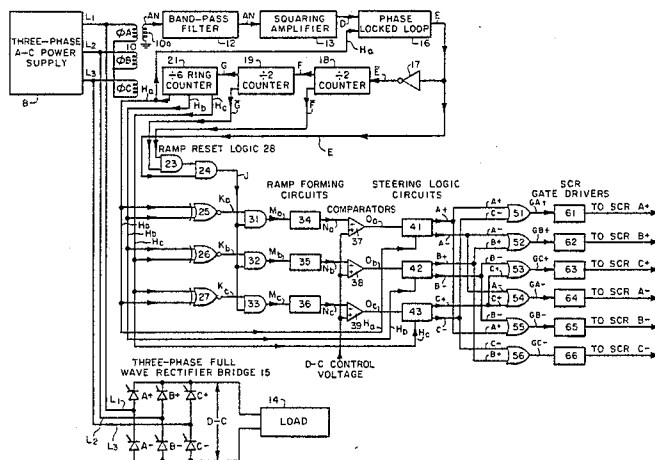 L1
THREE-PHASE
A-C POWER
SUPPLY
8
L2
L3
ØA
10
ØB
ØC
10a
AN
BAND-PASS
FILTER
12
AN
SQUARING
AMPLIFIER
13
D
Ha
PHASE
LOCKED LOOP
16
E
21
÷6 RING
COUNTER
G
19
÷2
COUNTER
F
18
÷2
COUNTER
E
17
Ha
Hb
Hc
G
F
E
RAMP RESET LOGIC 28
23
24
J
RAMP FORMING
CIRCUITS
COMPARATORS
STEERING LOGIC
CIRCUITS
SCR
GATE DRIVERS
Ha
Hb
Hc
25
Ka
31
Ma
34
Na
37
Oa
41
A+
A-
26
Kb
32
Mb
35
Nb
38
Ob
42
B+
B-
27
Kc
33
Mc
36
Nc
39
Oc
43
C+
C-
Ha
Hb
Hc
D-C CONTROL
VOLTAGE
A+
C-
51
GA+
61
TO SCR A+
A-
B+
52
GB+
62
TO SCR B+
B-
C+
53
GC+
63
TO SCR C+
A-
C+
54
GA-
64
TO SCR A-
B-
A+
55
GB-
65
TO SCR B-
C-
B+
56
GC-
66
TO SCR C-
THREE-PHASE FULL
WAVE RECTIFIER BRIDGE 15
L1
L2
L3
A+
B+
C+
A-
B-
C-
D-C
14
LOAD